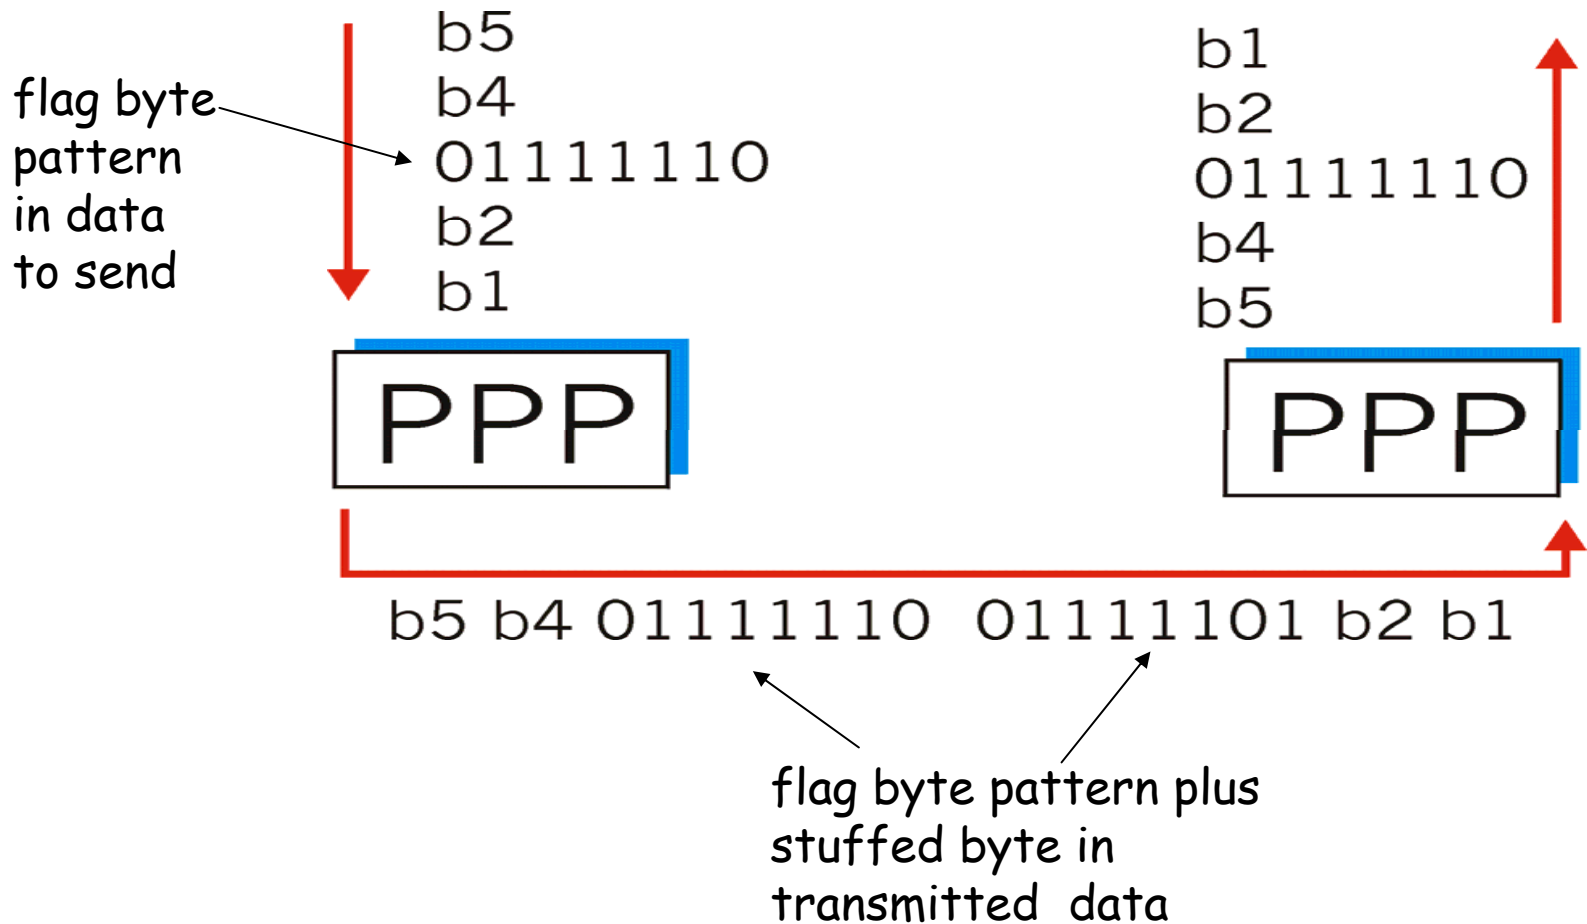 flag byte
pattern
in data
to send
b5
b4
01111110
b2
b1
b1
b2
01111110
b4
b5
PPP
PPP
b5 b4 01111110 01111101 b2 b1
flag byte pattern plus
stuffed byte in
transmitted data